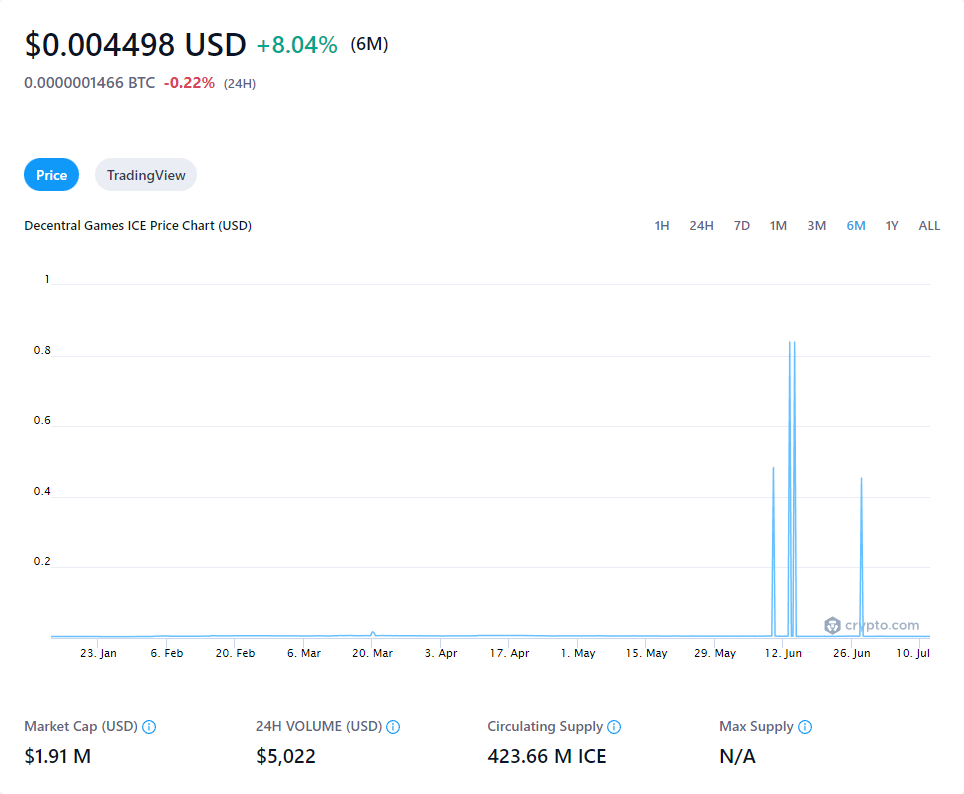 $0.004498 USD +8.04% (6M)
0.0000001466 BTC -0.22% (24H)
Price TradingView
Decentral Games ICE Price Chart (USD) 1H 24H 7D 1M 3M 6M 1Y ALL
1
0.8
0.6
0.4
0.2
crypto.com
23. Jan 6. Feb 20. Feb 6. Mar 20. Mar 3. Apr 17. Apr 1. May 15. May 29. May 12. Jun 26. Jun 10. Jul
Market Cap (USD) 24H VOLUME (USD) Circulating Supply Max Supply
$1.91 M $5,022 423.66 M ICE N/A